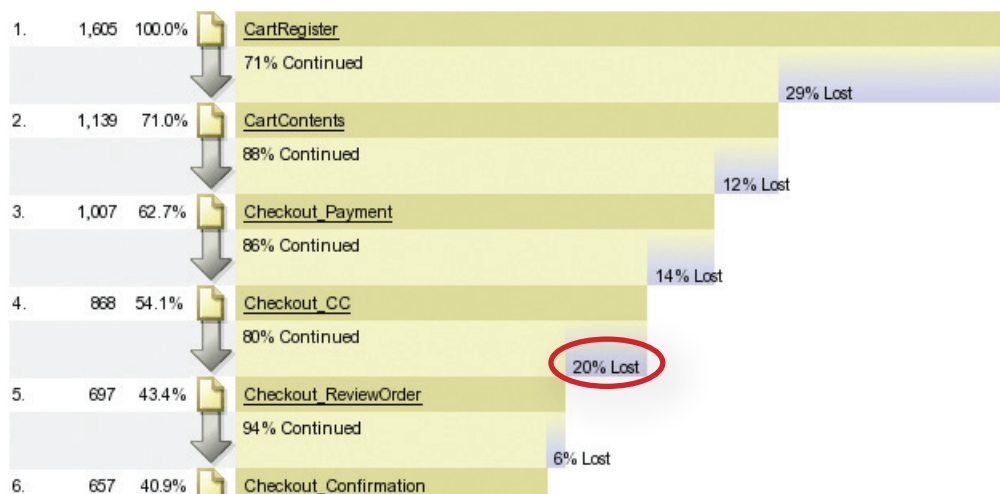 1. 1,605 100.0% CartRegister
71% Continued
29% Lost
2. 1,139 71.0% CartContents
88% Continued
12% Lost
3. 1,007 62.7% Checkout_Payment
86% Continued
14% Lost
4. 868 54.1% Checkout_CC
80% Continued
20% Lost
5. 697 43.4% Checkout_ReviewOrder
94% Continued
6% Lost
6. 657 40.9% Checkout_Confirmation